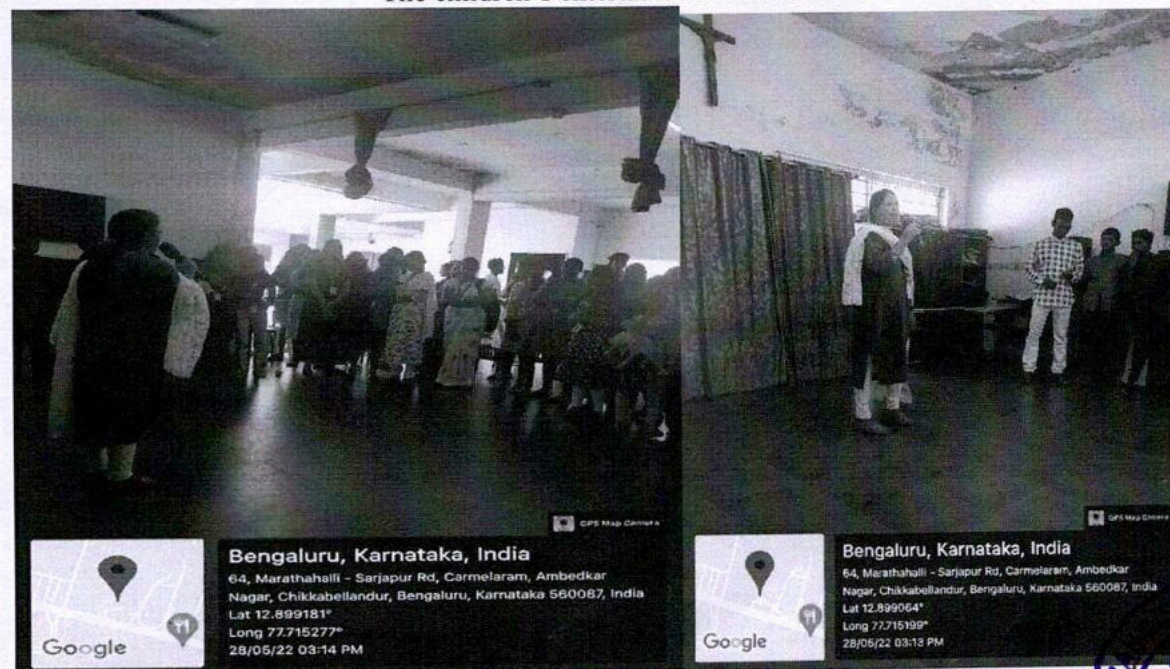 The children
GPS Map Camera
Bengaluru, Karnataka, India
64, Marathahalli - Sarjapur Rd, Carmelaram, Ambedkar
Nagar, Chikkabellandur, Bengaluru, Karnataka 560087, India
Lat 12.899181°
Long 77.715277°
28/05/22 03:14 PM
Google
GPS Map Camera
Bengaluru, Karnataka, India
64, Marathahalli - Sarjapur Rd, Carmelaram, Ambedkar
Nagar, Chikkabellandur, Bengaluru, Karnataka 560087, India
Lat 12.899064°
Long 77.715199°
28/05/22 03:13 PM
Google